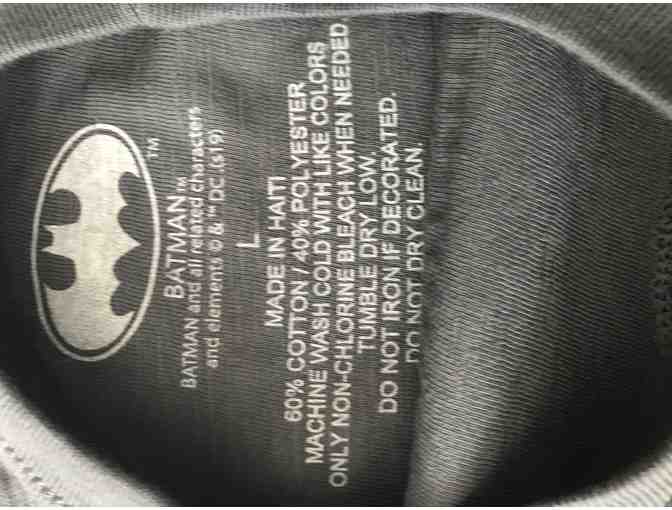 TM
BATMAN™
BATMAN and all related characters
and elements © & ™ DC. (s19)
L
MADE IN HAITI
60% COTTON / 40% POLYESTER
MACHINE WASH COLD WITH LIKE COLORS
ONLY NON-CHLORINE BLEACH WHEN NEEDED
TUMBLE DRY LOW.
DO NOT IRON IF DECORATED.
DO NOT DRY CLEAN.